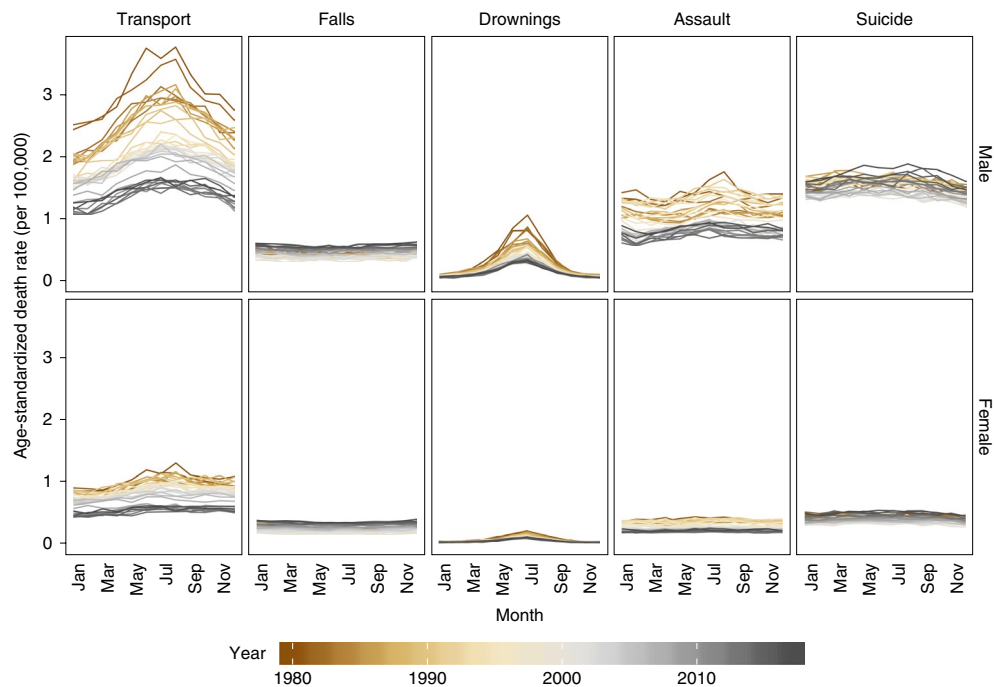 Transport Falls Drownings Assault Suicide
Age-standardized death rate (per 100,000)
3
2
1
0
Male
3
2
1
0
Female
Jan Mar May Jul Sep Nov Jan Mar May Jul Sep Nov Jan Mar May Jul Sep Nov Jan Mar May Jul Sep Nov Jan Mar May Jul Sep Nov
Month
Year
1980 1990 2000 2010